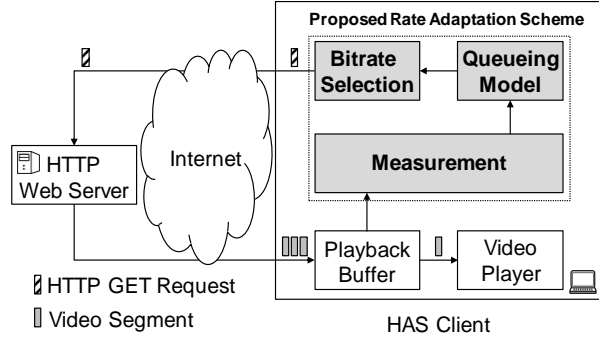 Proposed Rate Adaptation Scheme
Bitrate
Selection
Queueing
Model
Measurement
Internet
HTTP
Web Server
Playback
Buffer
Video
Player
HTTP GET Request
Video Segment
HAS Client